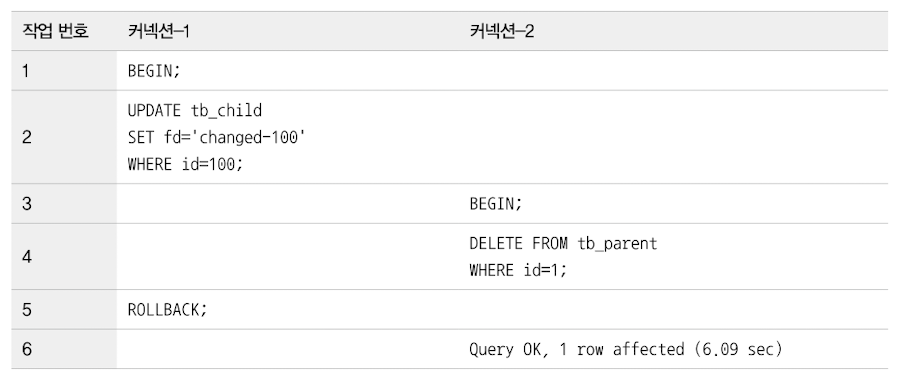 작업 번호 커넥션-1 커넥션-2
1 BEGIN;
2 UPDATE tb_child
SET fd='changed-100'
WHERE id=100;
3 BEGIN;
4 DELETE FROM tb_parent
WHERE id=1;
5 ROLLBACK;
6 Query OK, 1 row affected (6.09 sec)